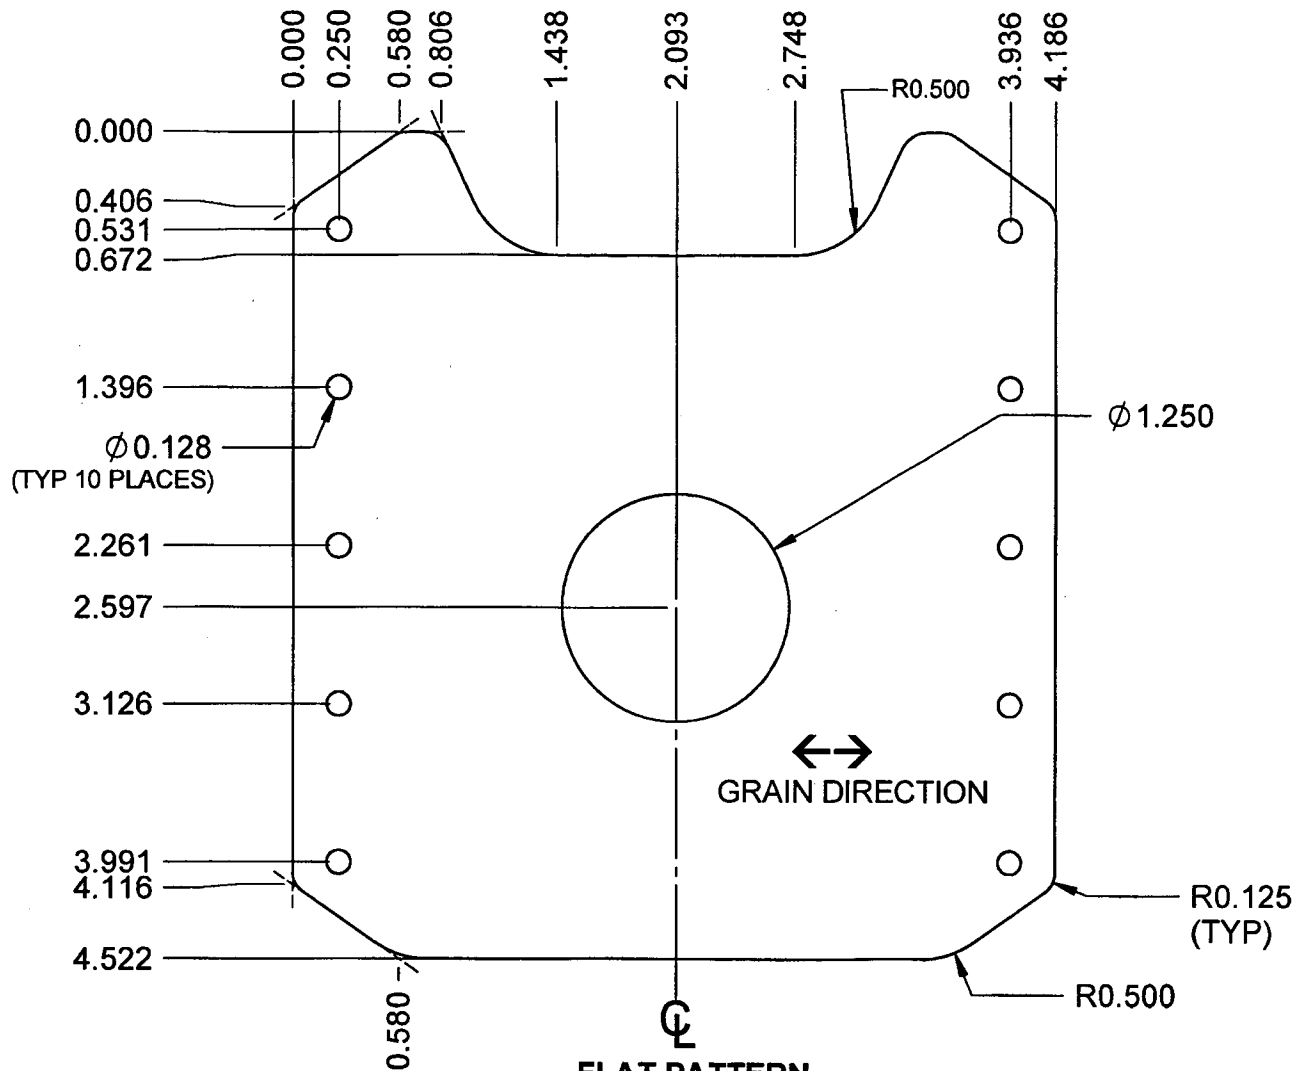 0.000
0.250
0.580
0.806
1.438
2.093
2.748
3.936
4.186
R0.500
0.000
0.406
0.531
0.672
1.396
Ø0.128
(TYP 10 PLACES)
Ø1.250
2.261
2.597
3.126
GRAIN DIRECTION
3.991
4.116
R0.125
(TYP)
4.522
R0.500
0.580
CL
FLAT PATTERN